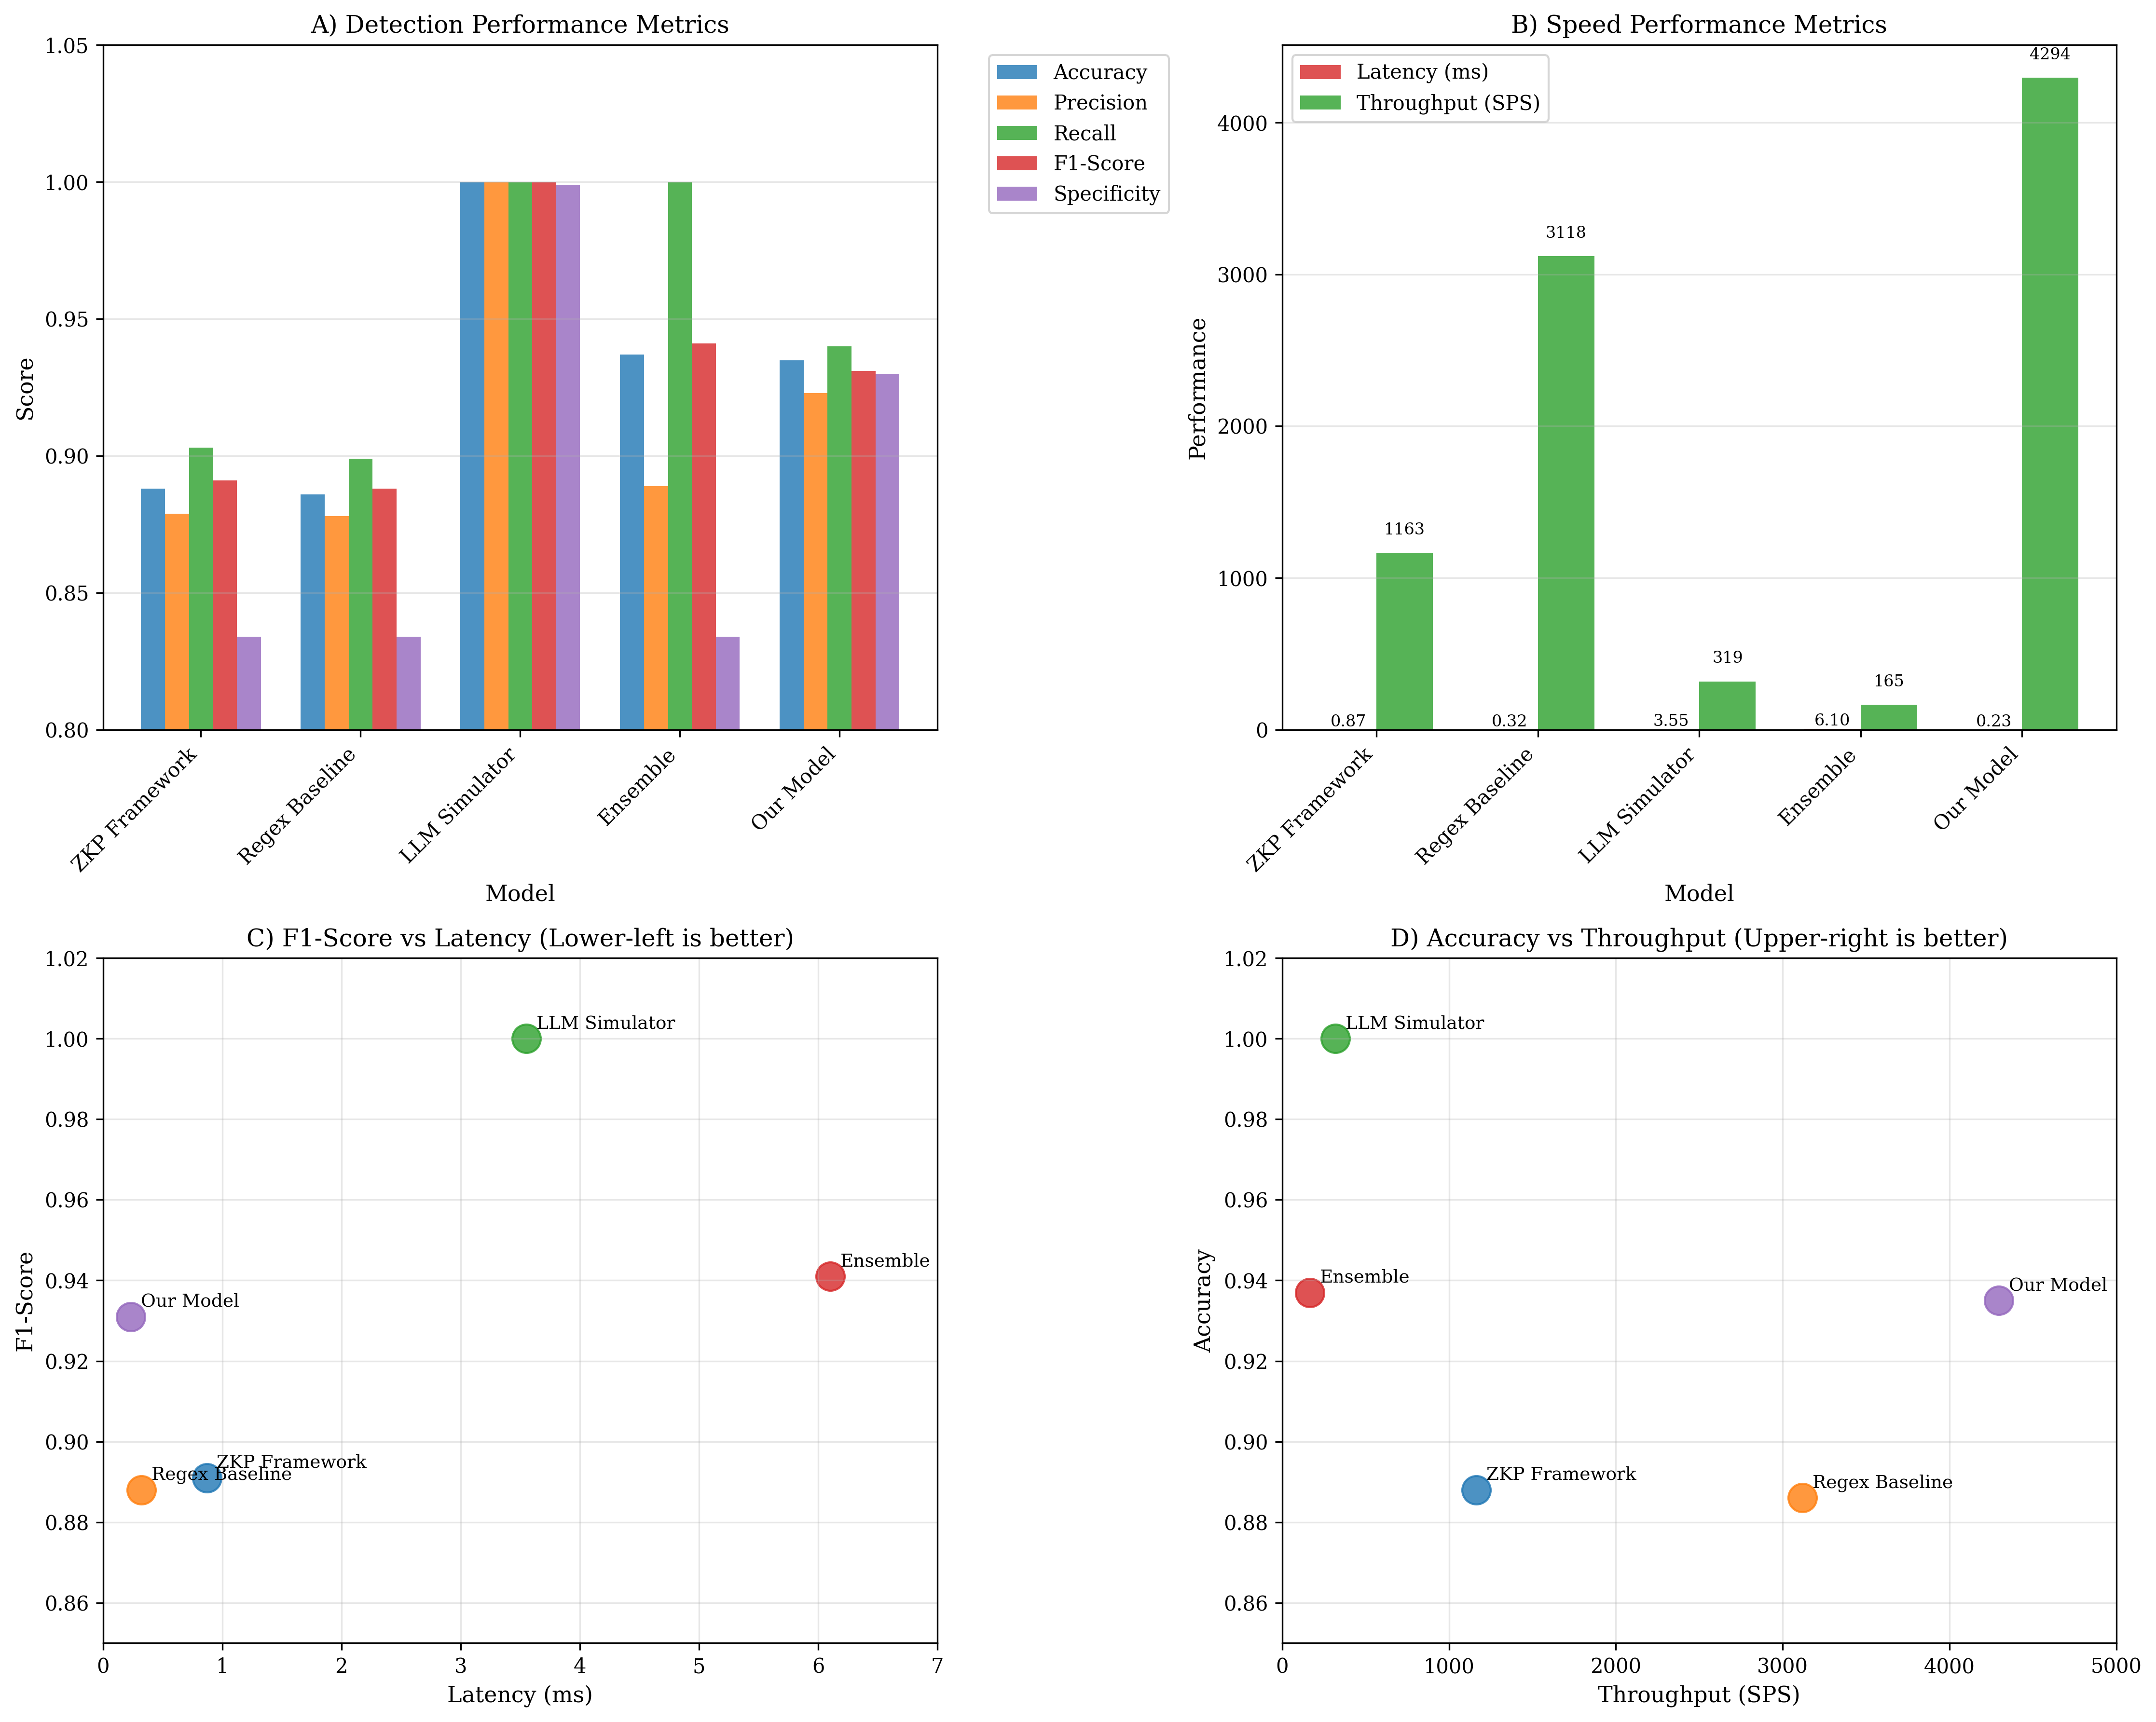 A) Detection Performance Metrics
1.05
1.00
0.95
0.90
0.85
0.80
Score
ZKP Framework
Regex Baseline
LLM Simulator
Ensemble
Our Model
Model
Accuracy
Precision
Recall
F1-Score
Specificity
B) Speed Performance Metrics
Latency (ms)
Throughput (SPS)
4000
3000
2000
1000
0
Performance
0.87
1163
0.32
3118
3.55
319
6.10
165
0.23
4294
ZKP Framework
Regex Baseline
LLM Simulator
Ensemble
Our Model
Model
C) F1-Score vs Latency (Lower-left is better)
1.02
1.00
0.98
0.96
0.94
0.92
0.90
0.88
0.86
F1-Score
LLM Simulator
Ensemble
Our Model
ZKP Framework
Regex Baseline
0 1 2 3 4 5 6 7
Latency (ms)
D) Accuracy vs Throughput (Upper-right is better)
1.02
1.00
0.98
0.96
0.94
0.92
0.90
0.88
0.86
Accuracy
LLM Simulator
Ensemble
Our Model
ZKP Framework
Regex Baseline
0 1000 2000 3000 4000 5000
Throughput (SPS)